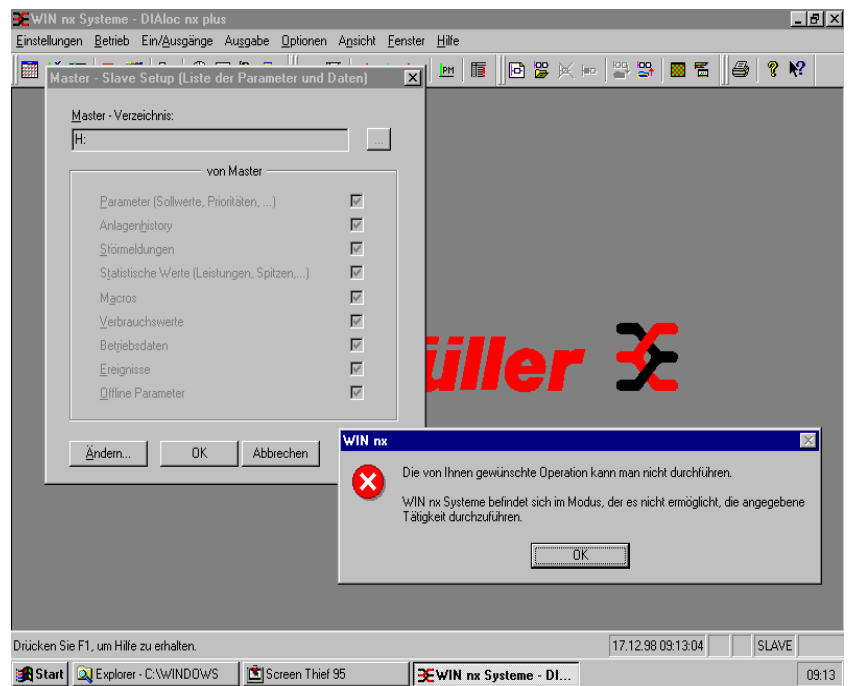 WIN nx Systeme - DIAloc nx plus
Einstellungen Betrieb Ein/Ausgänge Ausgabe Optionen Ansicht Fenster Hilfe
PM
Master - Slave Setup (Liste der Parameter und Daten)
Master - Verzeichnis:
H:
...
von Master
Parameter (Sollwerte, Prioritäten, ...)
Anlagenhistory
Störmeldungen
Statistische Werte (Leistungen, Spitzen,...)
Macros
Verbrauchswerte
Betriebsdaten
Ereignisse
Offline Parameter
Ändern... OK Abbrechen
üller
WIN nx
Die von Ihnen gewünschte Operation kann man nicht durchführen.
WIN nx Systeme befindet sich im Modus, der es nicht ermöglicht, die angegebene
Tätigkeit durchzuführen.
OK
Drücken Sie F1, um Hilfe zu erhalten.
17.12.98 09:13:04 SLAVE
Start Explorer - C:\WINDOWS Screen Thief 95 WIN nx Systeme - DI... 09:13